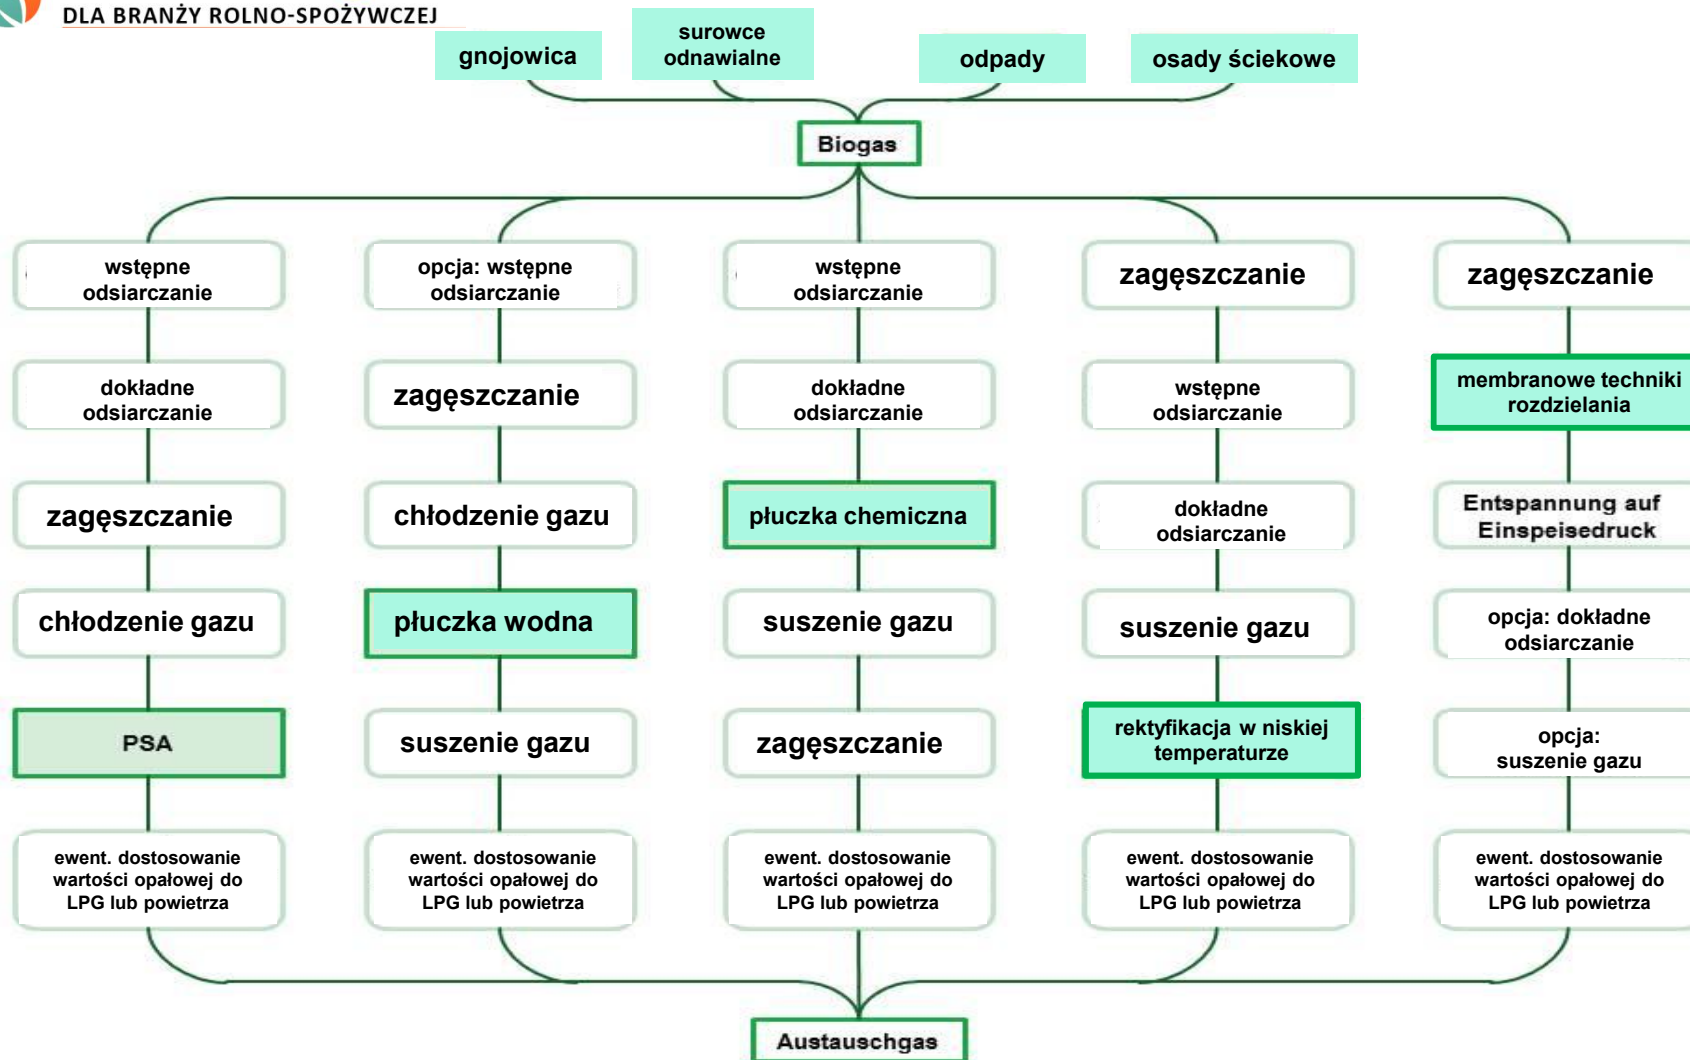 DLA BRANŻY ROLNO-SPOŻYWCZEJ
gnojowica
surowce
odnawialne
odpady
osady ściekowe
Biogas
wstępne
odsiarczanie
dokładne
odsiarczanie
zagęszczanie
chłodzenie gazu
PSA
ewent. dostosowanie
wartości opałowej do
LPG lub powietrza
opcja: wstępne
odsiarczanie
zagęszczanie
chłodzenie gazu
płuczka wodna
suszenie gazu
ewent. dostosowanie
wartości opałowej do
LPG lub powietrza
wstępne
odsiarczanie
dokładne
odsiarczanie
płuczka chemiczna
suszenie gazu
zagęszczanie
ewent. dostosowanie
wartości opałowej do
LPG lub powietrza
zagęszczanie
wstępne
odsiarczanie
dokładne
odsiarczanie
suszenie gazu
rektyfikacja w niskiej
temperaturze
ewent. dostosowanie
wartości opałowej do
LPG lub powietrza
zagęszczanie
membranowe techniki
rozdzielania
Entspannung auf
Einspeisedruck
opcja: dokładne
odsiarczanie
opcja:
suszenie gazu
ewent. dostosowanie
wartości opałowej do
LPG lub powietrza
Austauschgas